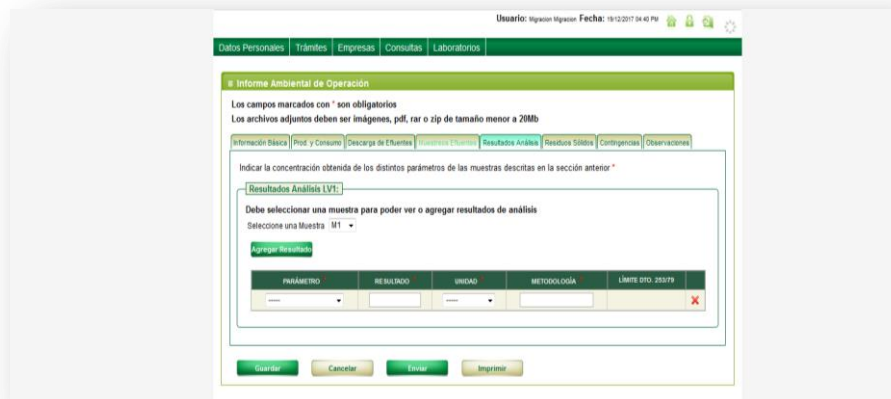 Usuario: Migracion Migracion Fecha: 19/12/2017 04:40 PM
Datos Personales Trámites Empresas Consultas Laboratorios
Informe Ambiental de Operación
Los campos marcados con * son obligatorios
Los archivos adjuntos deben ser imágenes, pdf, rar o zip de tamaño menor a 20Mb
Información Básica Prod. y Consumo Descarga de Efluentes Muestreos Efluentes Resultados Análisis Residuos Sólidos Contingencias Observaciones
Indicar la concentración obtenida de los distintos parámetros de las muestras descritas en la sección anterior *
Resultados Análisis LV1:
Debe seleccionar una muestra para poder ver o agregar resultados de análisis
Seleccione una Muestra M1
Agregar Resultado
PARÁMETRO * RESULTADO * UNIDAD * METODOLOGÍA * LÍMITE DTO. 253/79
----- -----
Guardar Cancelar Enviar Imprimir